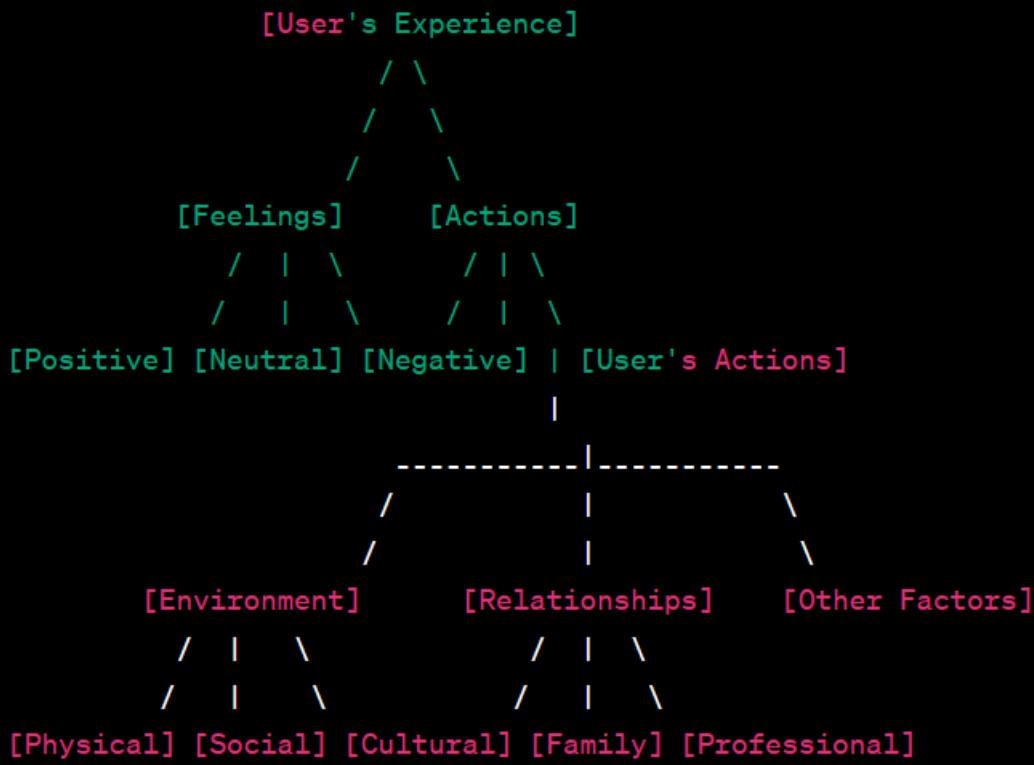 [User's Experience]
/ \
/ \
/ \
[Feelings] [Actions]
/ | \ / | \
/ | \ / | \
[Positive] [Neutral] [Negative] | [User's Actions]
|
-----------|-----------
/ | \
/ | \
[Environment] [Relationships] [Other Factors]
/ | \ / | \
/ | \ / | \
[Physical] [Social] [Cultural] [Family] [Professional]